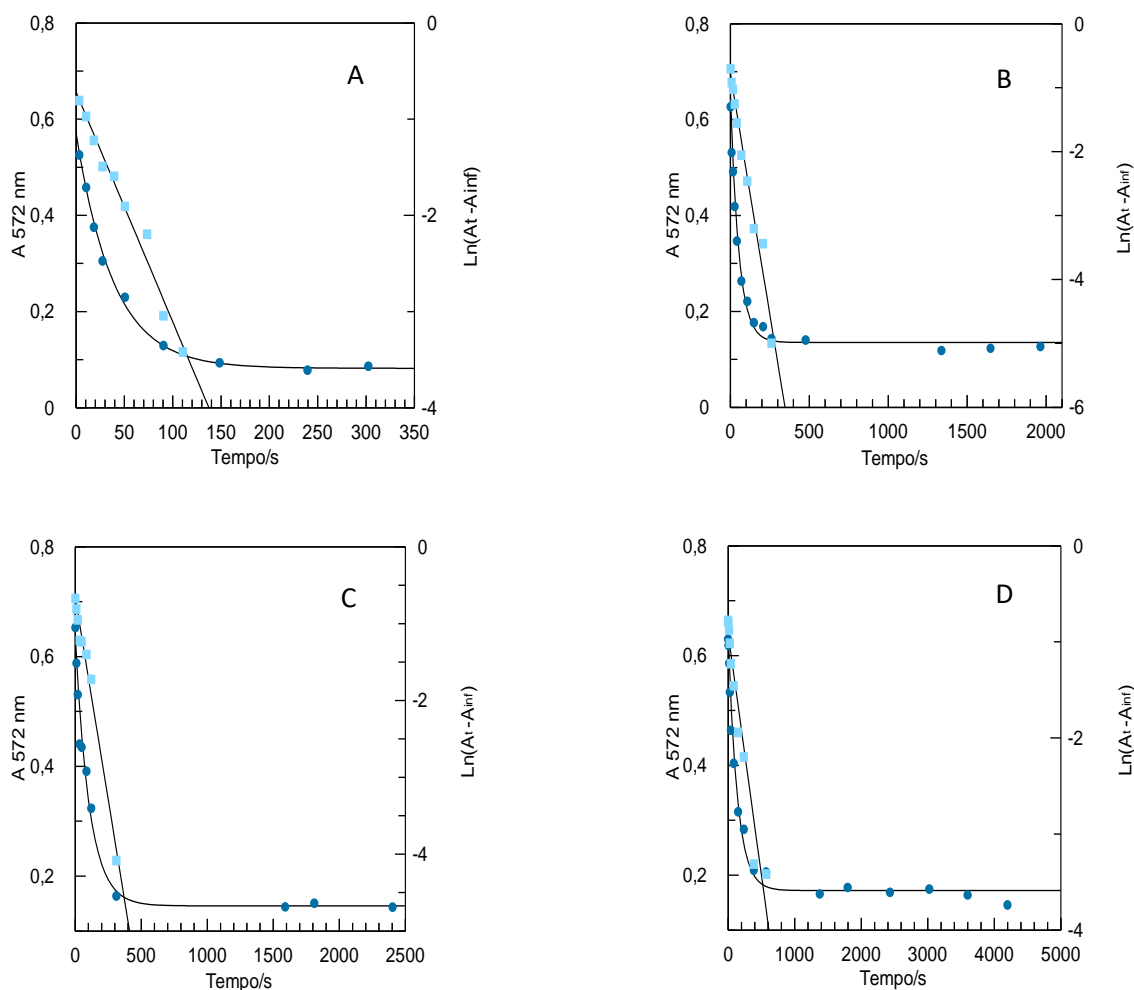 A
0,8
0,6
0,4
0,2
0
A 572 nm
0
-2
-4
Ln(At -Ainf)
0 50 100 150 200 250 300 350
Tempo/s
B
0,8
0,6
0,4
0,2
0
A 572 nm
0
-2
-4
-6
Ln(At -Ainf)
0 500 1000 1500 2000
Tempo/s
C
0,8
0,6
0,4
0,2
A 572 nm
0
-2
-4
Ln(At -Ainf)
0 500 1000 1500 2000 2500
Tempo/s
D
0,8
0,6
0,4
0,2
A 572 nm
0
-2
-4
Ln(At -Ainf)
0 1000 2000 3000 4000 5000
Tempo/s